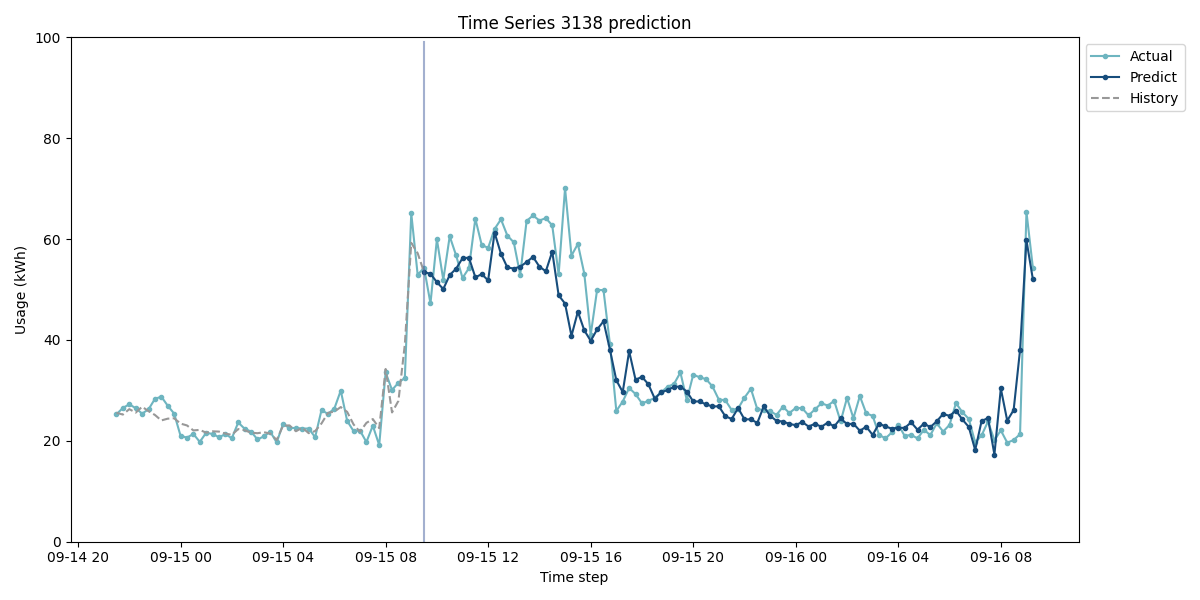 Time Series 3138 prediction
Usage (kWh)
100
80
60
40
20
0
09-14 20
09-15 00
09-15 04
09-15 08
09-15 12
09-15 16
09-15 20
09-16 00
09-16 04
09-16 08
Time step
Actual
Predict
History